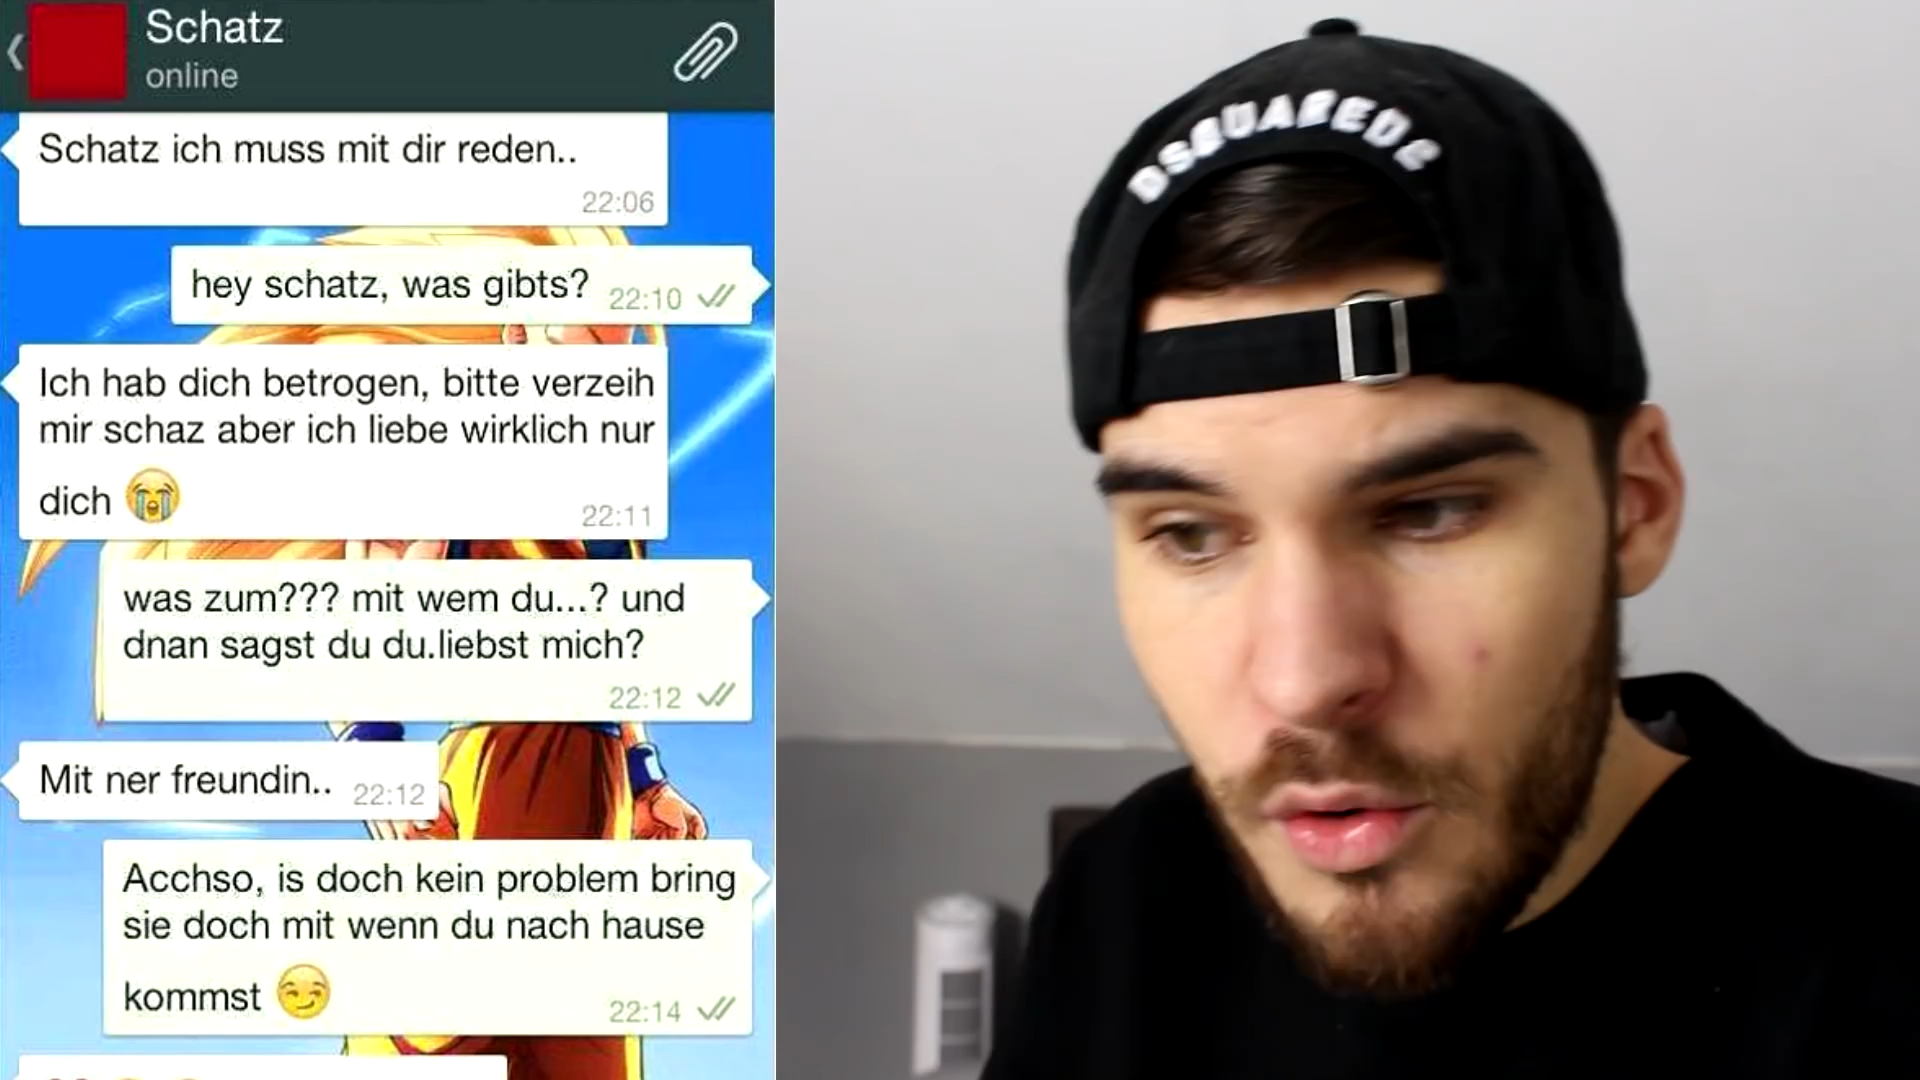 Schatz
online
Schatz ich muss mit dir reden..
22:06
hey schatz, was gibts? 22:10
Ich hab dich betrogen, bitte verzeih
mir schaz aber ich liebe wirklich nur
dich 😭
22:11
was zum??? mit wem du...? und
dnan sagst du du.liebst mich?
22:12
Mit ner freundin.. 22:12
Acchso, is doch kein problem bring
sie doch mit wenn du nach hause
kommst 😏
22:14
DSQUARED2